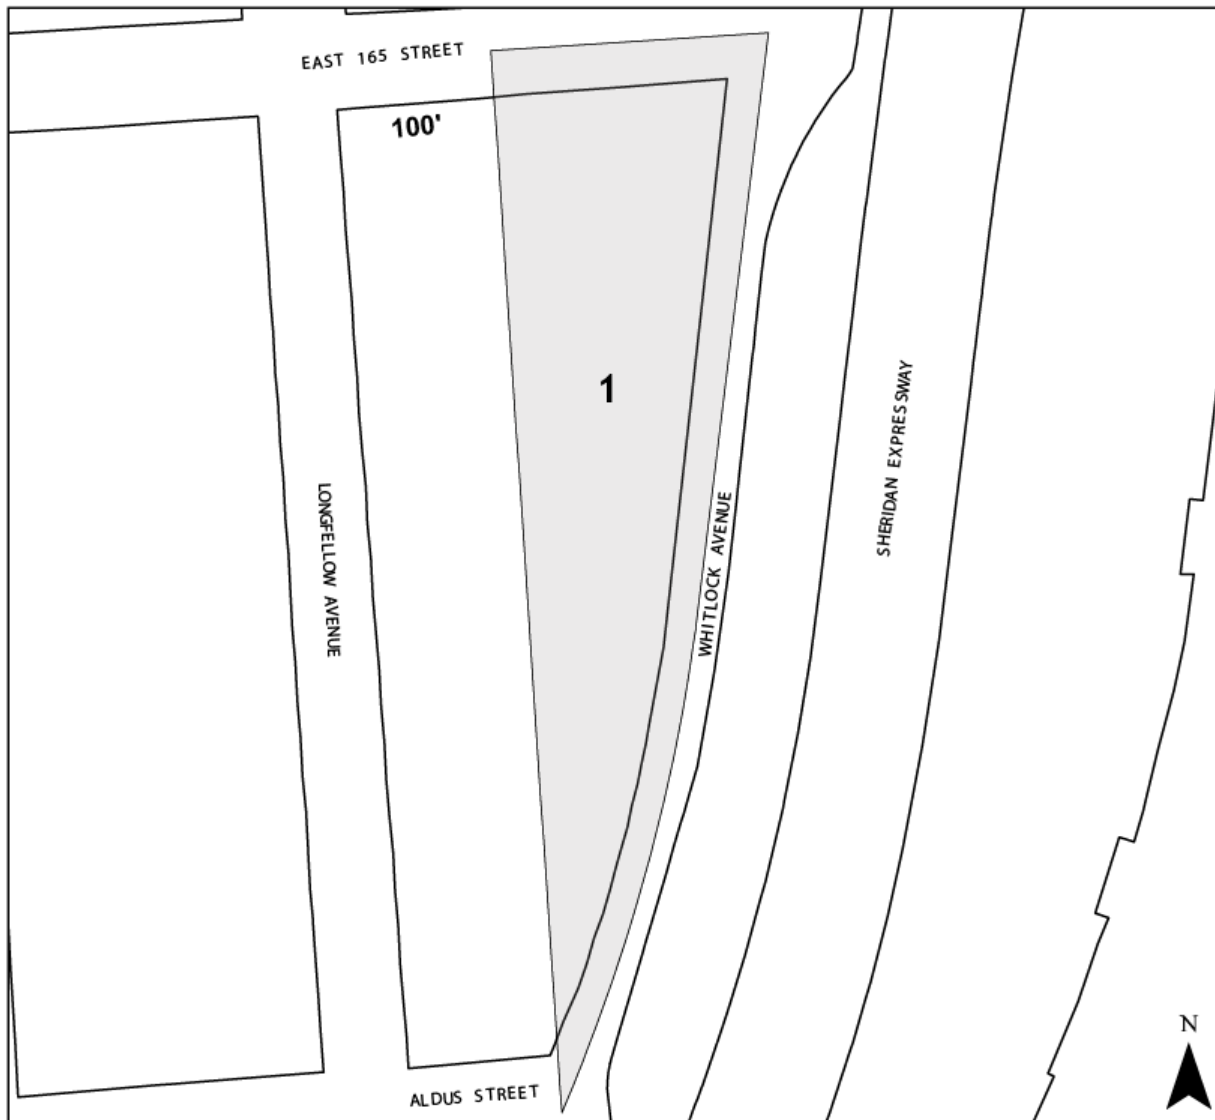 EAST 165 STREET
100'
1
LONGFELLOW AVENUE
WHITLOCK AVENUE
SHERIDAN EXPRESSWAY
ALDUS STREET
N